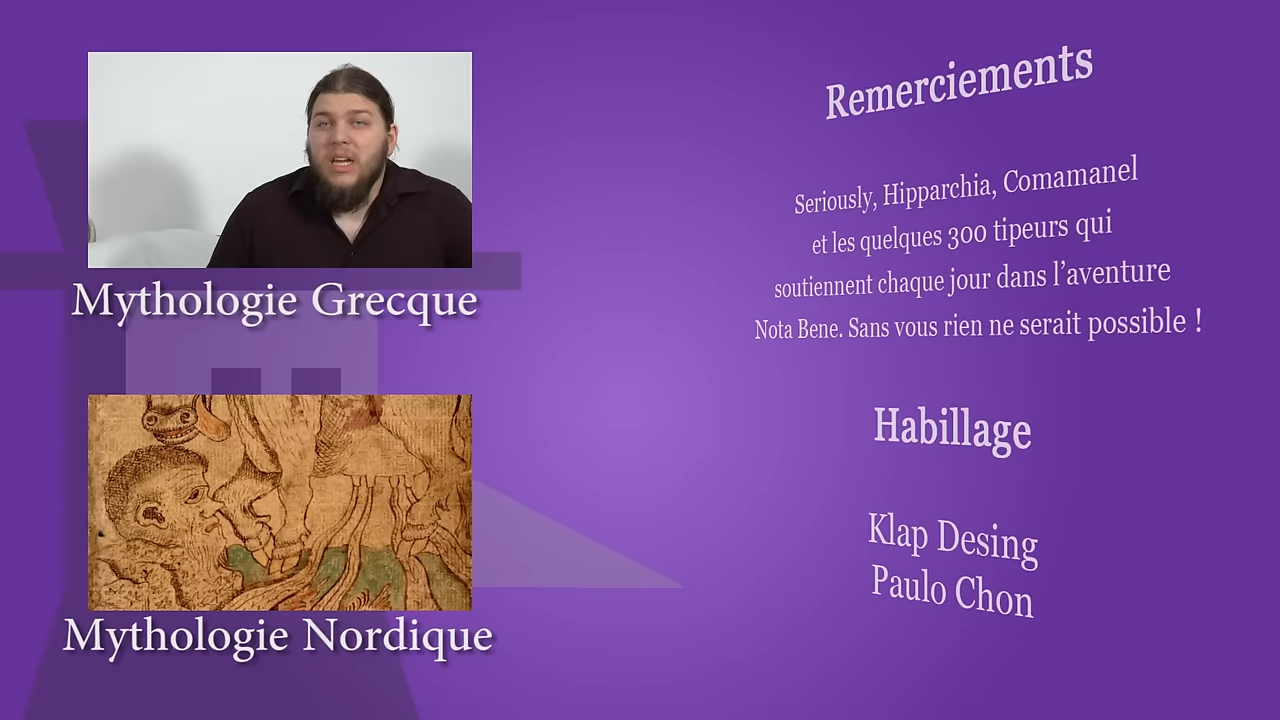 Mythologie Grecque
Mythologie Nordique
Remerciements
Seriously, Hipparchia, Comamanel
et les quelques 300 tipeurs qui
soutiennent chaque jour dans l’aventure
Nota Bene. Sans vous rien ne serait possible !
Habillage
Klap Desing
Paulo Chon